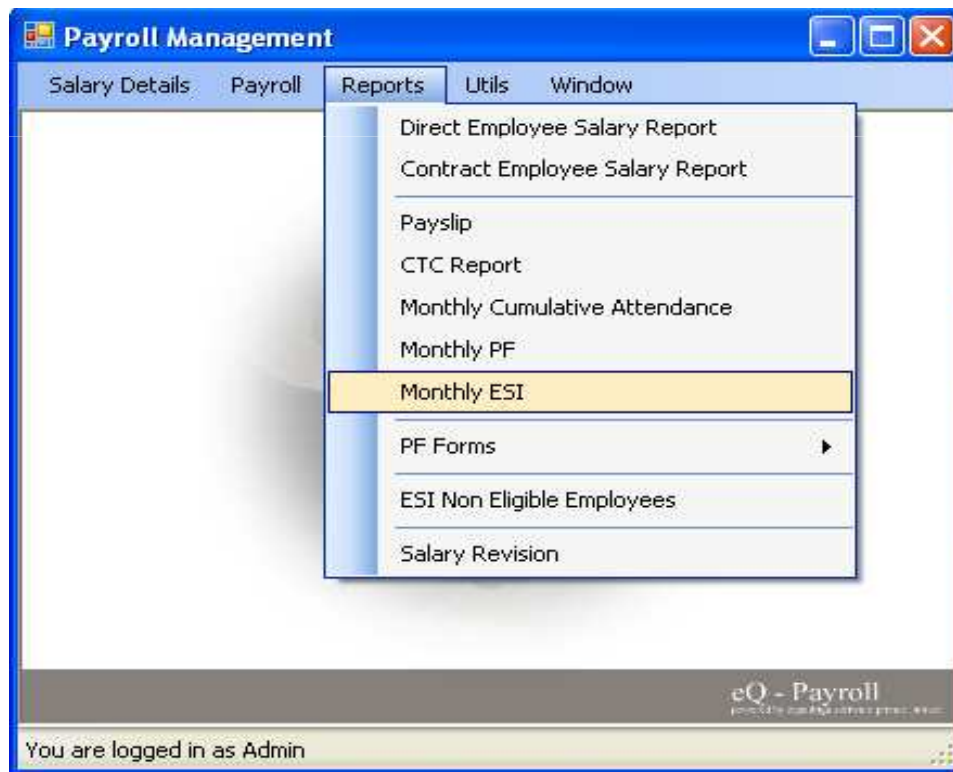 Payroll Management
Salary Details Payroll Reports Utils Window
Direct Employee Salary Report
Contract Employee Salary Report
Payslip
CTC Report
Monthly Cumulative Attendance
Monthly PF
Monthly ESI
PF Forms
ESI Non Eligible Employees
Salary Revision
eQ - Payroll
You are logged in as Admin